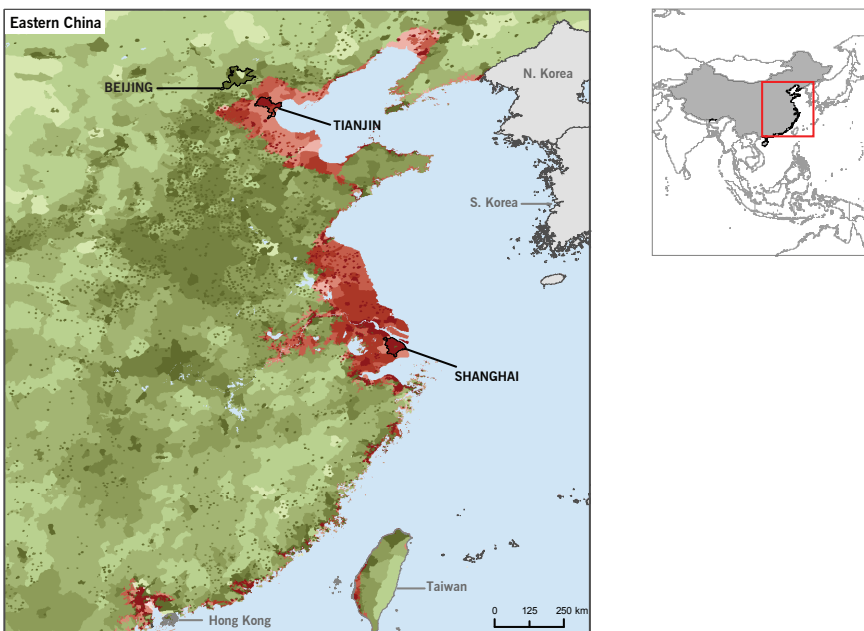 Eastern China
BEIJING
TIANJIN
N. Korea
S. Korea
SHANGHAI
Taiwan
Hong Kong
0 125 250 km